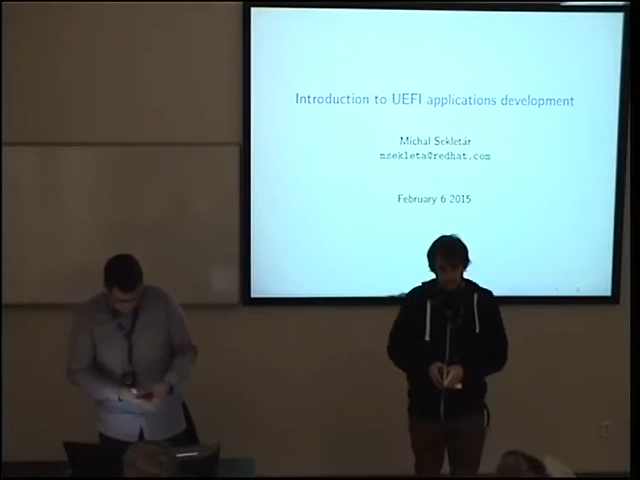 Introduction to UEFI applications development
Michal Sekletár
msekleta@redhat.com
February 6 2015